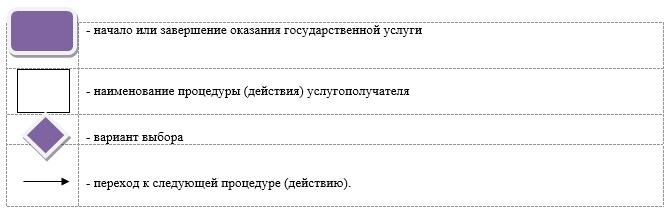 - начало или завершение оказания государственной услуги
- наименование процедуры (действия) услугополучателя
- вариант выбора
- переход к следующей процедуре (действию).